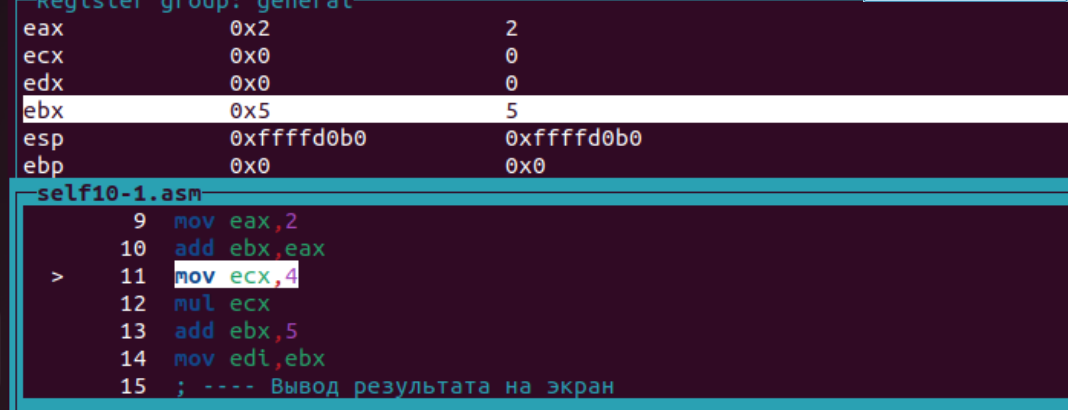 Register group: general
eax 0x2 2
ecx 0x0 0
edx 0x0 0
ebx 0x5 5
esp 0xffffd0b0 0xffffd0b0
ebp 0x0 0x0
self10-1.asm
9 mov eax,2
10 add ebx,eax
> 11 mov ecx,4
12 mul ecx
13 add ebx,5
14 mov edi,ebx
15 ; ---- Вывод результата на экран